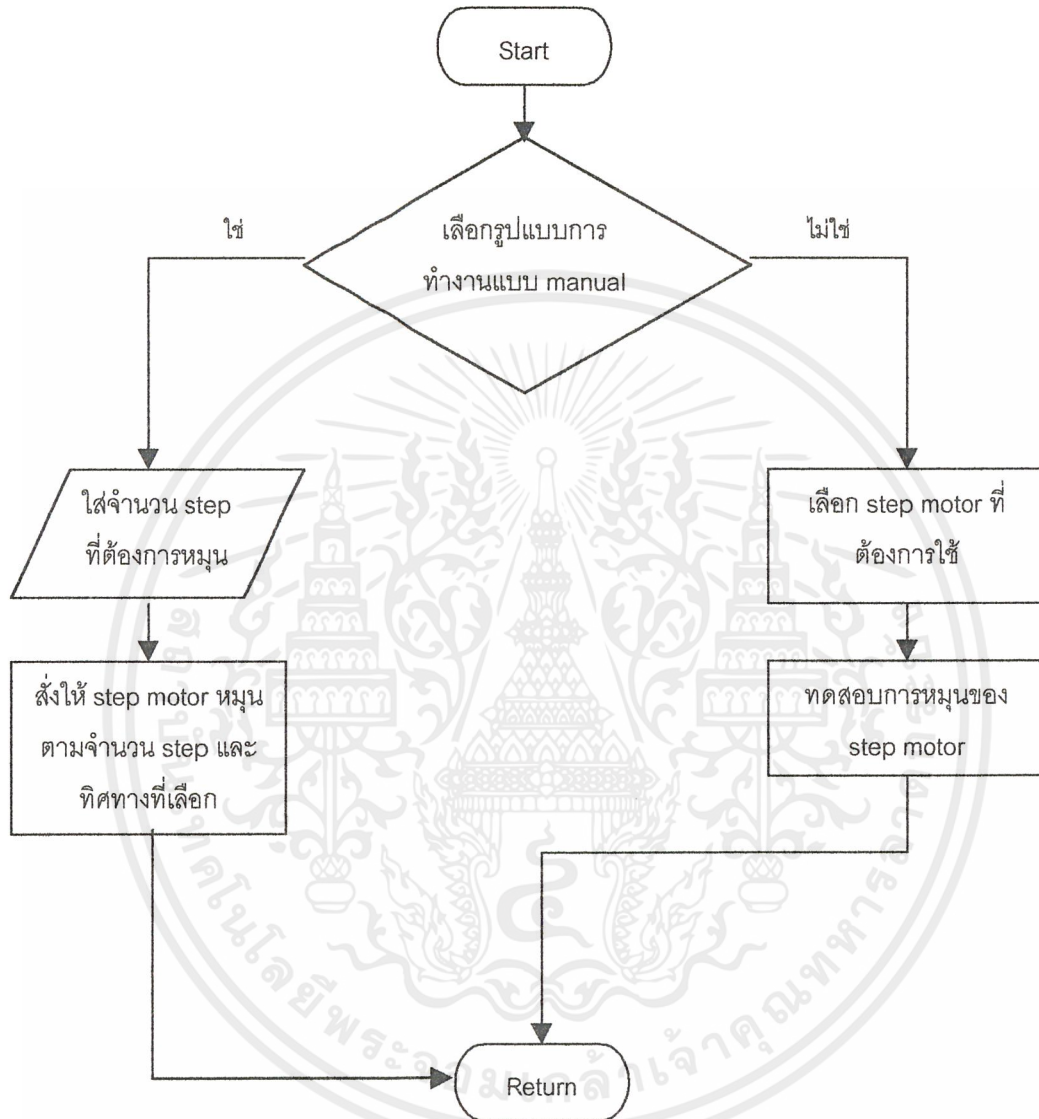 Start
ใช่
เลือกรูปแบบการ
ทำงานแบบ manual
ไม่ใช่
ใส่จำนวน step
ที่ต้องการหมุน
เลือก step motor ที่
ต้องการใช้
สั่งให้ step motor หมุน
ตามจำนวน step และ
ทิศทางที่เลือก
ทดสอบการหมุนของ
step motor
Return